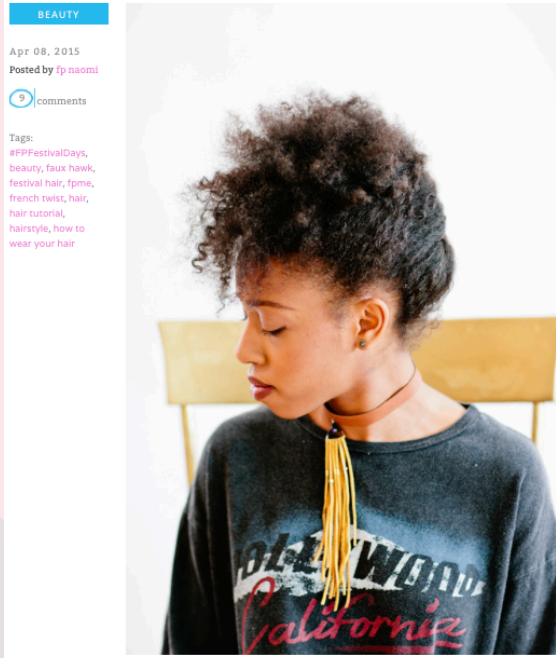 BEAUTY
Apr 08, 2015
Posted by fp naomi
9 comments
Tags:
#FPFestivalDays,
beauty, faux hawk,
festival hair, fpme,
french twist, hair,
hair tutorial,
hairstyle, how to
wear your hair
HOLLYWOOD
California